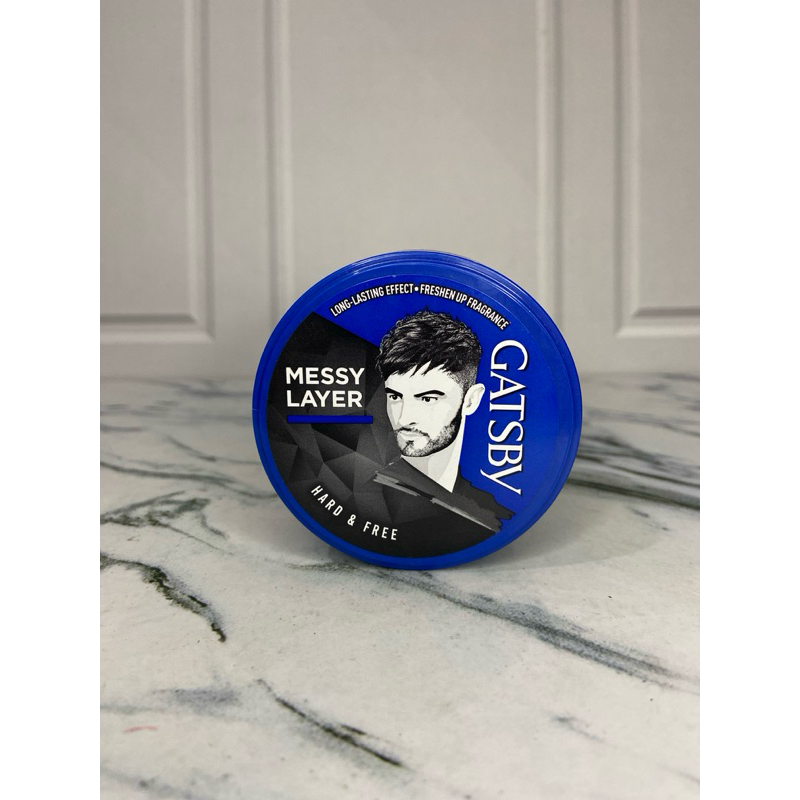 LONG-LASTING EFFECT • FRESHEN UP FRAGRANCE
GATSBY
MESSY
LAYER
HARD & FREE